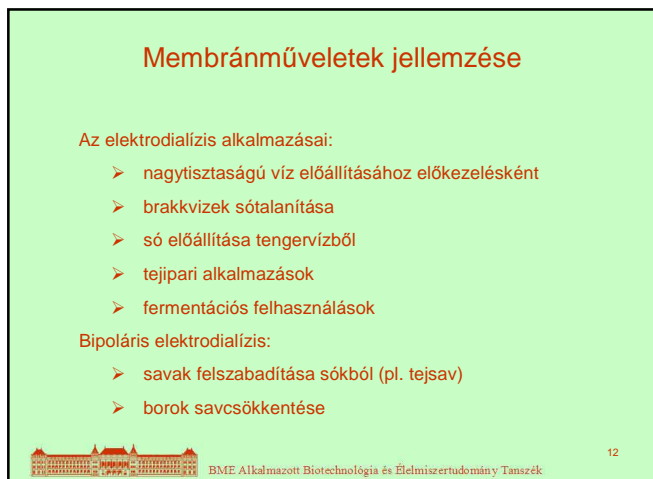 Membránműveletek jellemzése
Az elektrodialízis alkalmazásai:
➢ nagytisztaságú víz előállításához előkezelésként
➢ brakkvizek sótalanítása
➢ só előállítása tengervízből
➢ tejipari alkalmazások
➢ fermentációs felhasználások
Bipoláris elektrodialízis:
➢ savak felszabadítása sókból (pl. tejsav)
➢ borok savcsökkentése
BME Alkalmazott Biotechnológia és Élelmiszertudomány Tanszék
12